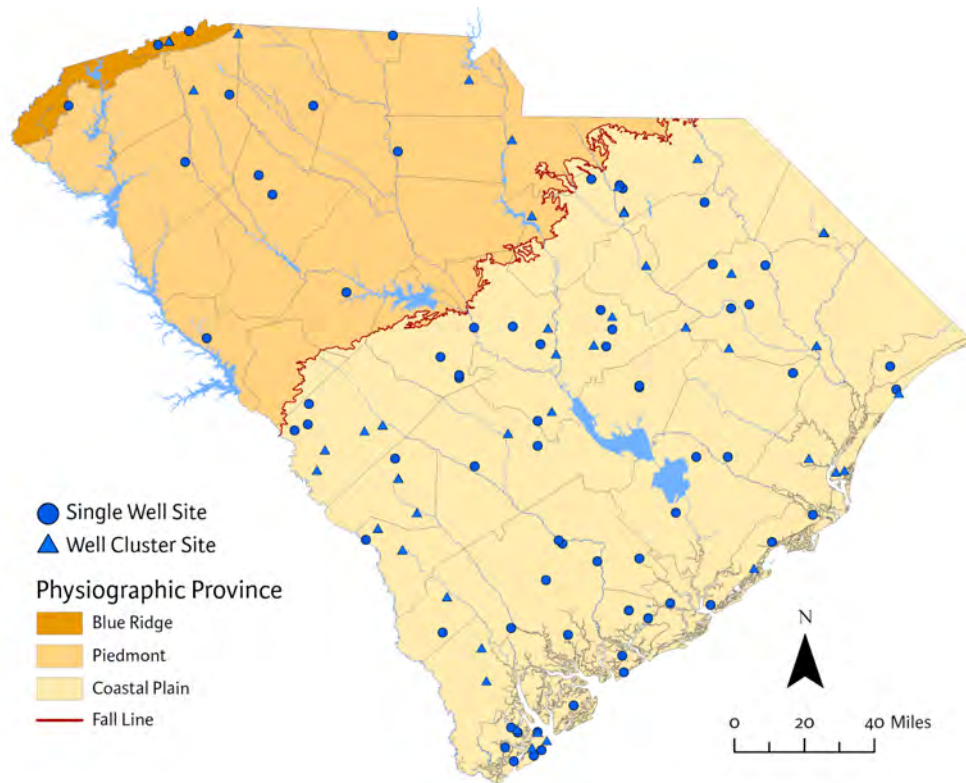 Single Well Site
Well Cluster Site
Physiographic Province
Blue Ridge
Piedmont
Coastal Plain
Fall Line
N
0 20 40 Miles